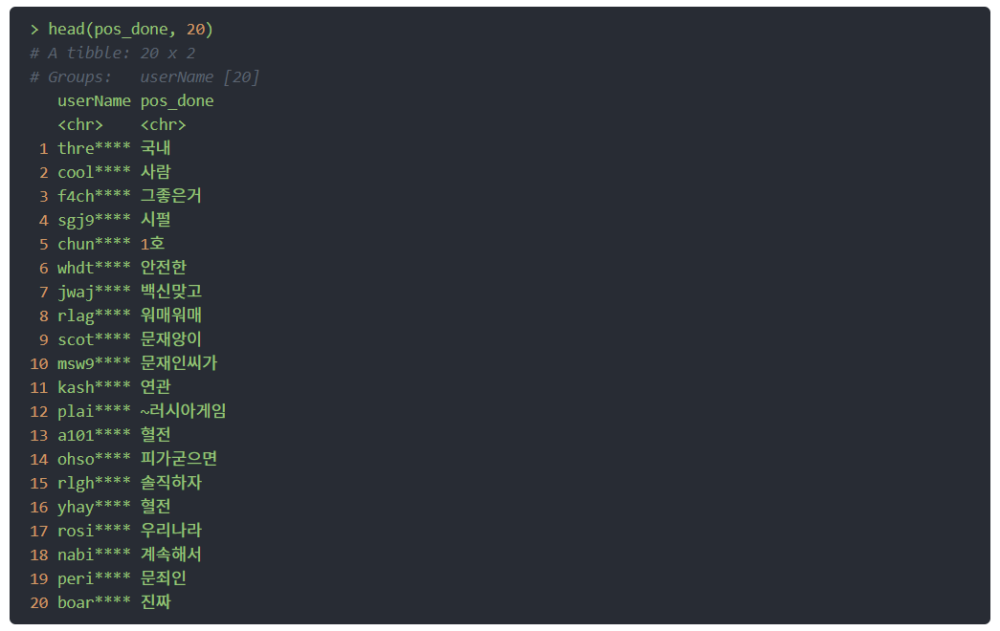 > head(pos_done, 20)
# A tibble: 20 x 2
# Groups: userName [20]
userName pos_done
<chr> <chr>
1 thre**** 국내
2 cool**** 사람
3 f4ch**** 그좋은거
4 sgj9**** 시펄
5 chun**** 1호
6 whdt**** 안전한
7 jwaj**** 백신맞고
8 rlag**** 워매워매
9 scot**** 문재앙이
10 msw9**** 문재인씨가
11 kash**** 연관
12 plai**** ~러시아게임
13 a101**** 혈전
14 ohso**** 피가굳으면
15 rlgh**** 솔직하자
16 yhay**** 혈전
17 rosi**** 우리나라
18 nabi**** 계속해서
19 peri**** 문죄인
20 boar**** 진짜